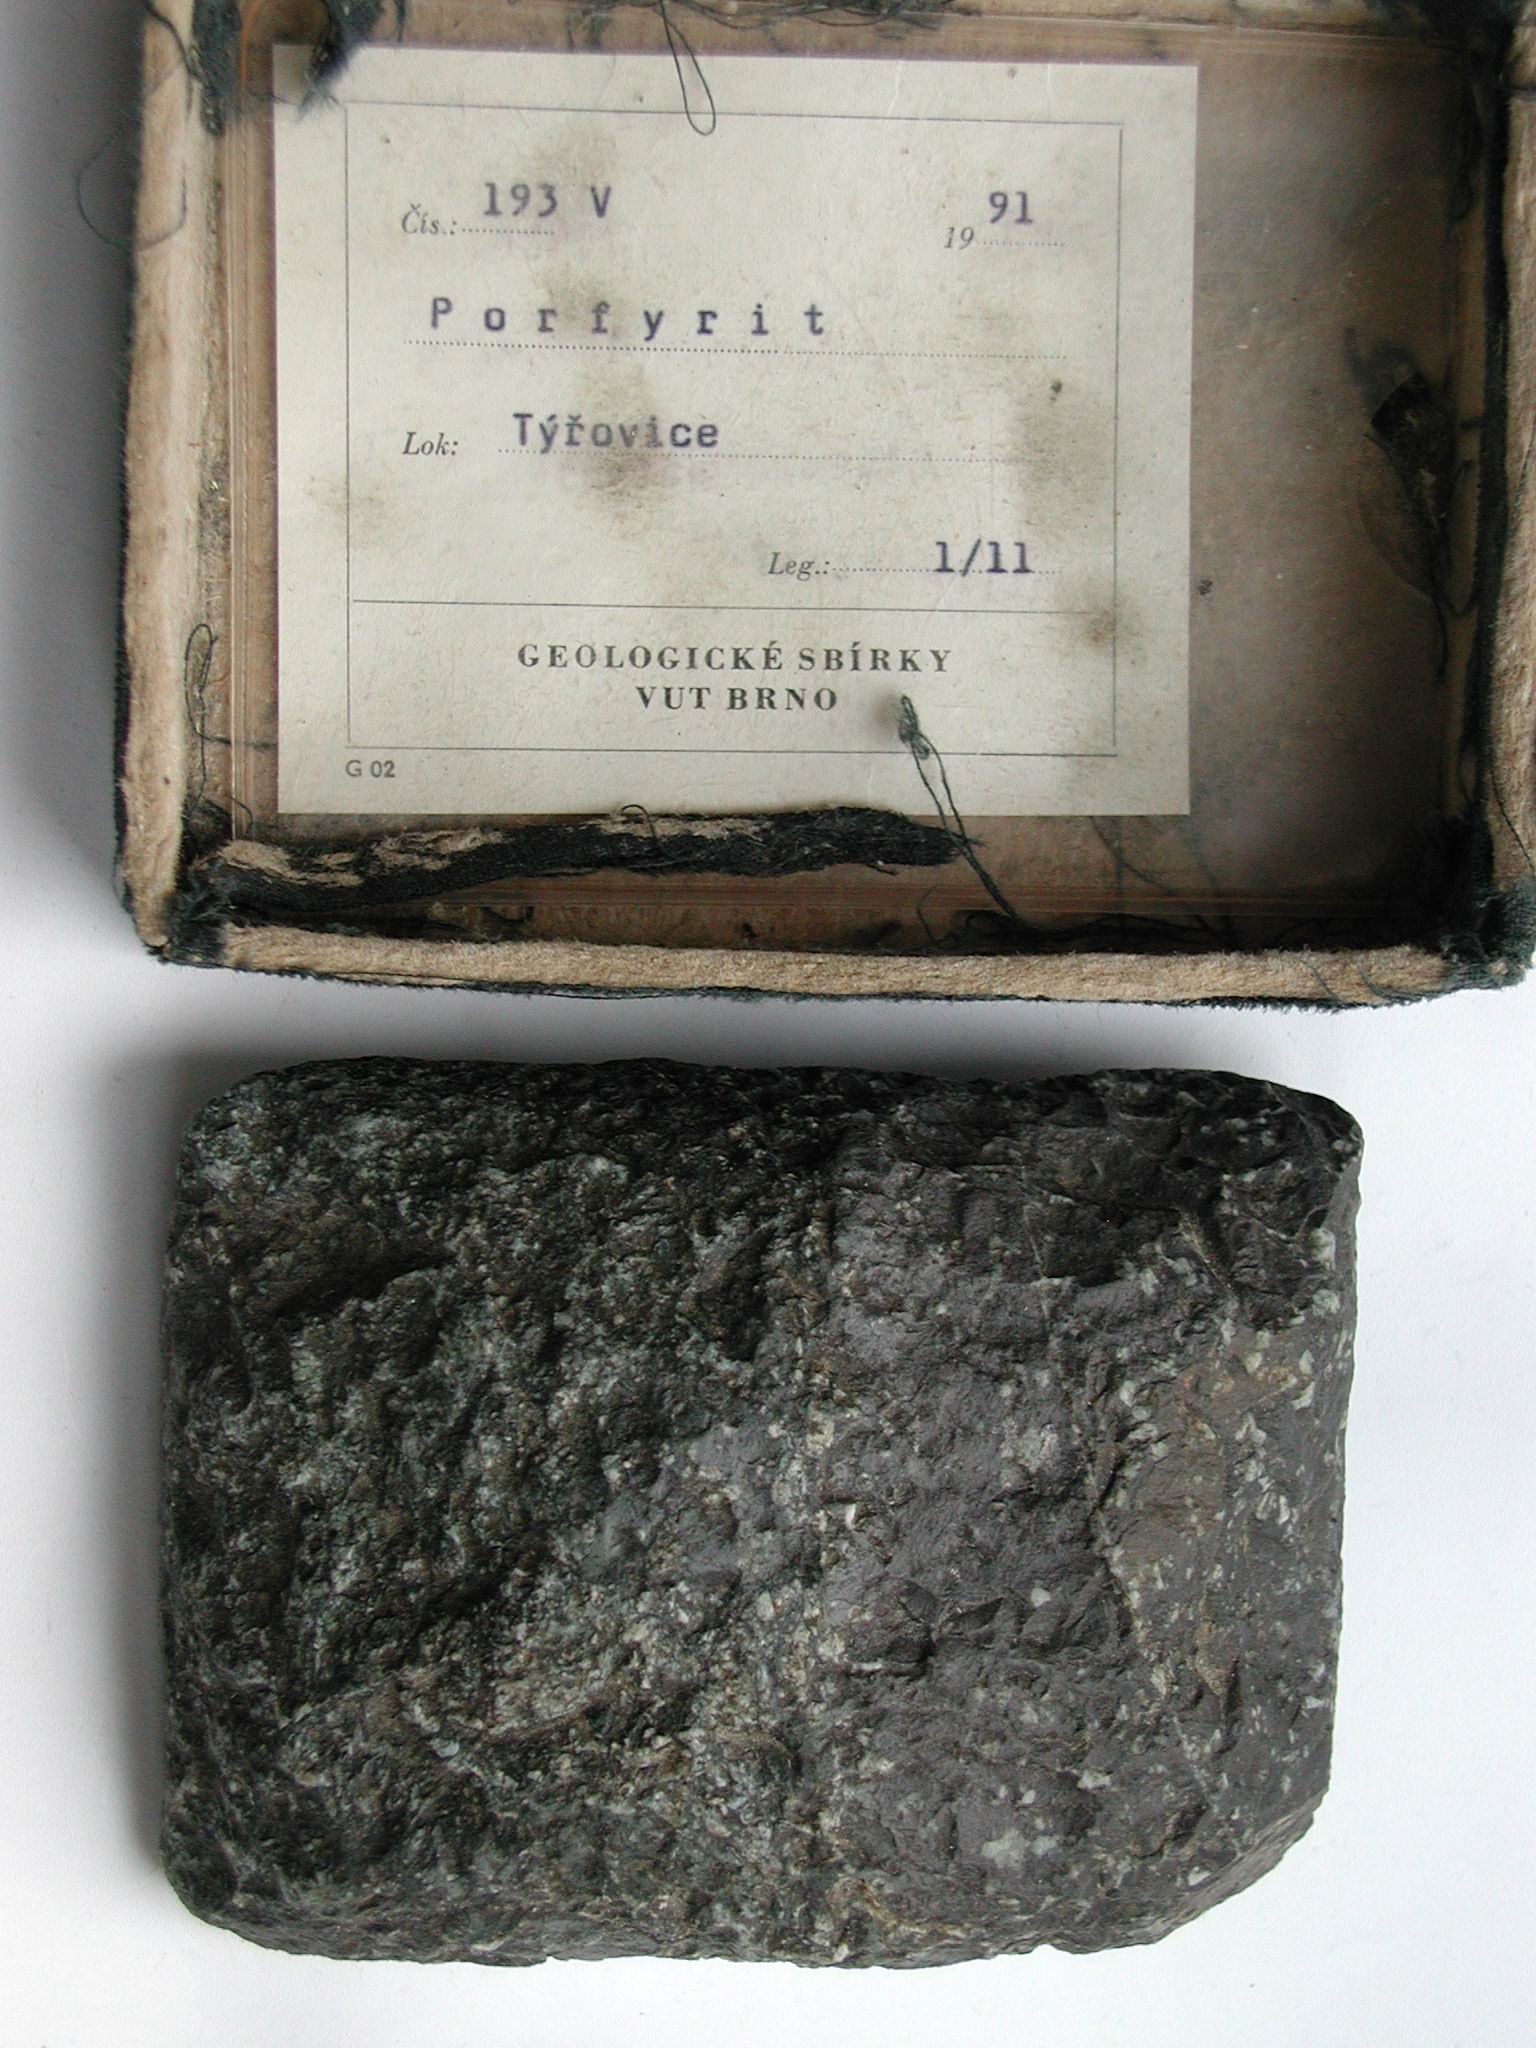 Čís.: 193 V 19 91
Porfyrit
Lok: Týřovice
Leg.: 1/11
GEOLOGICKÉ SBÍRKY
VUT BRNO
G 02